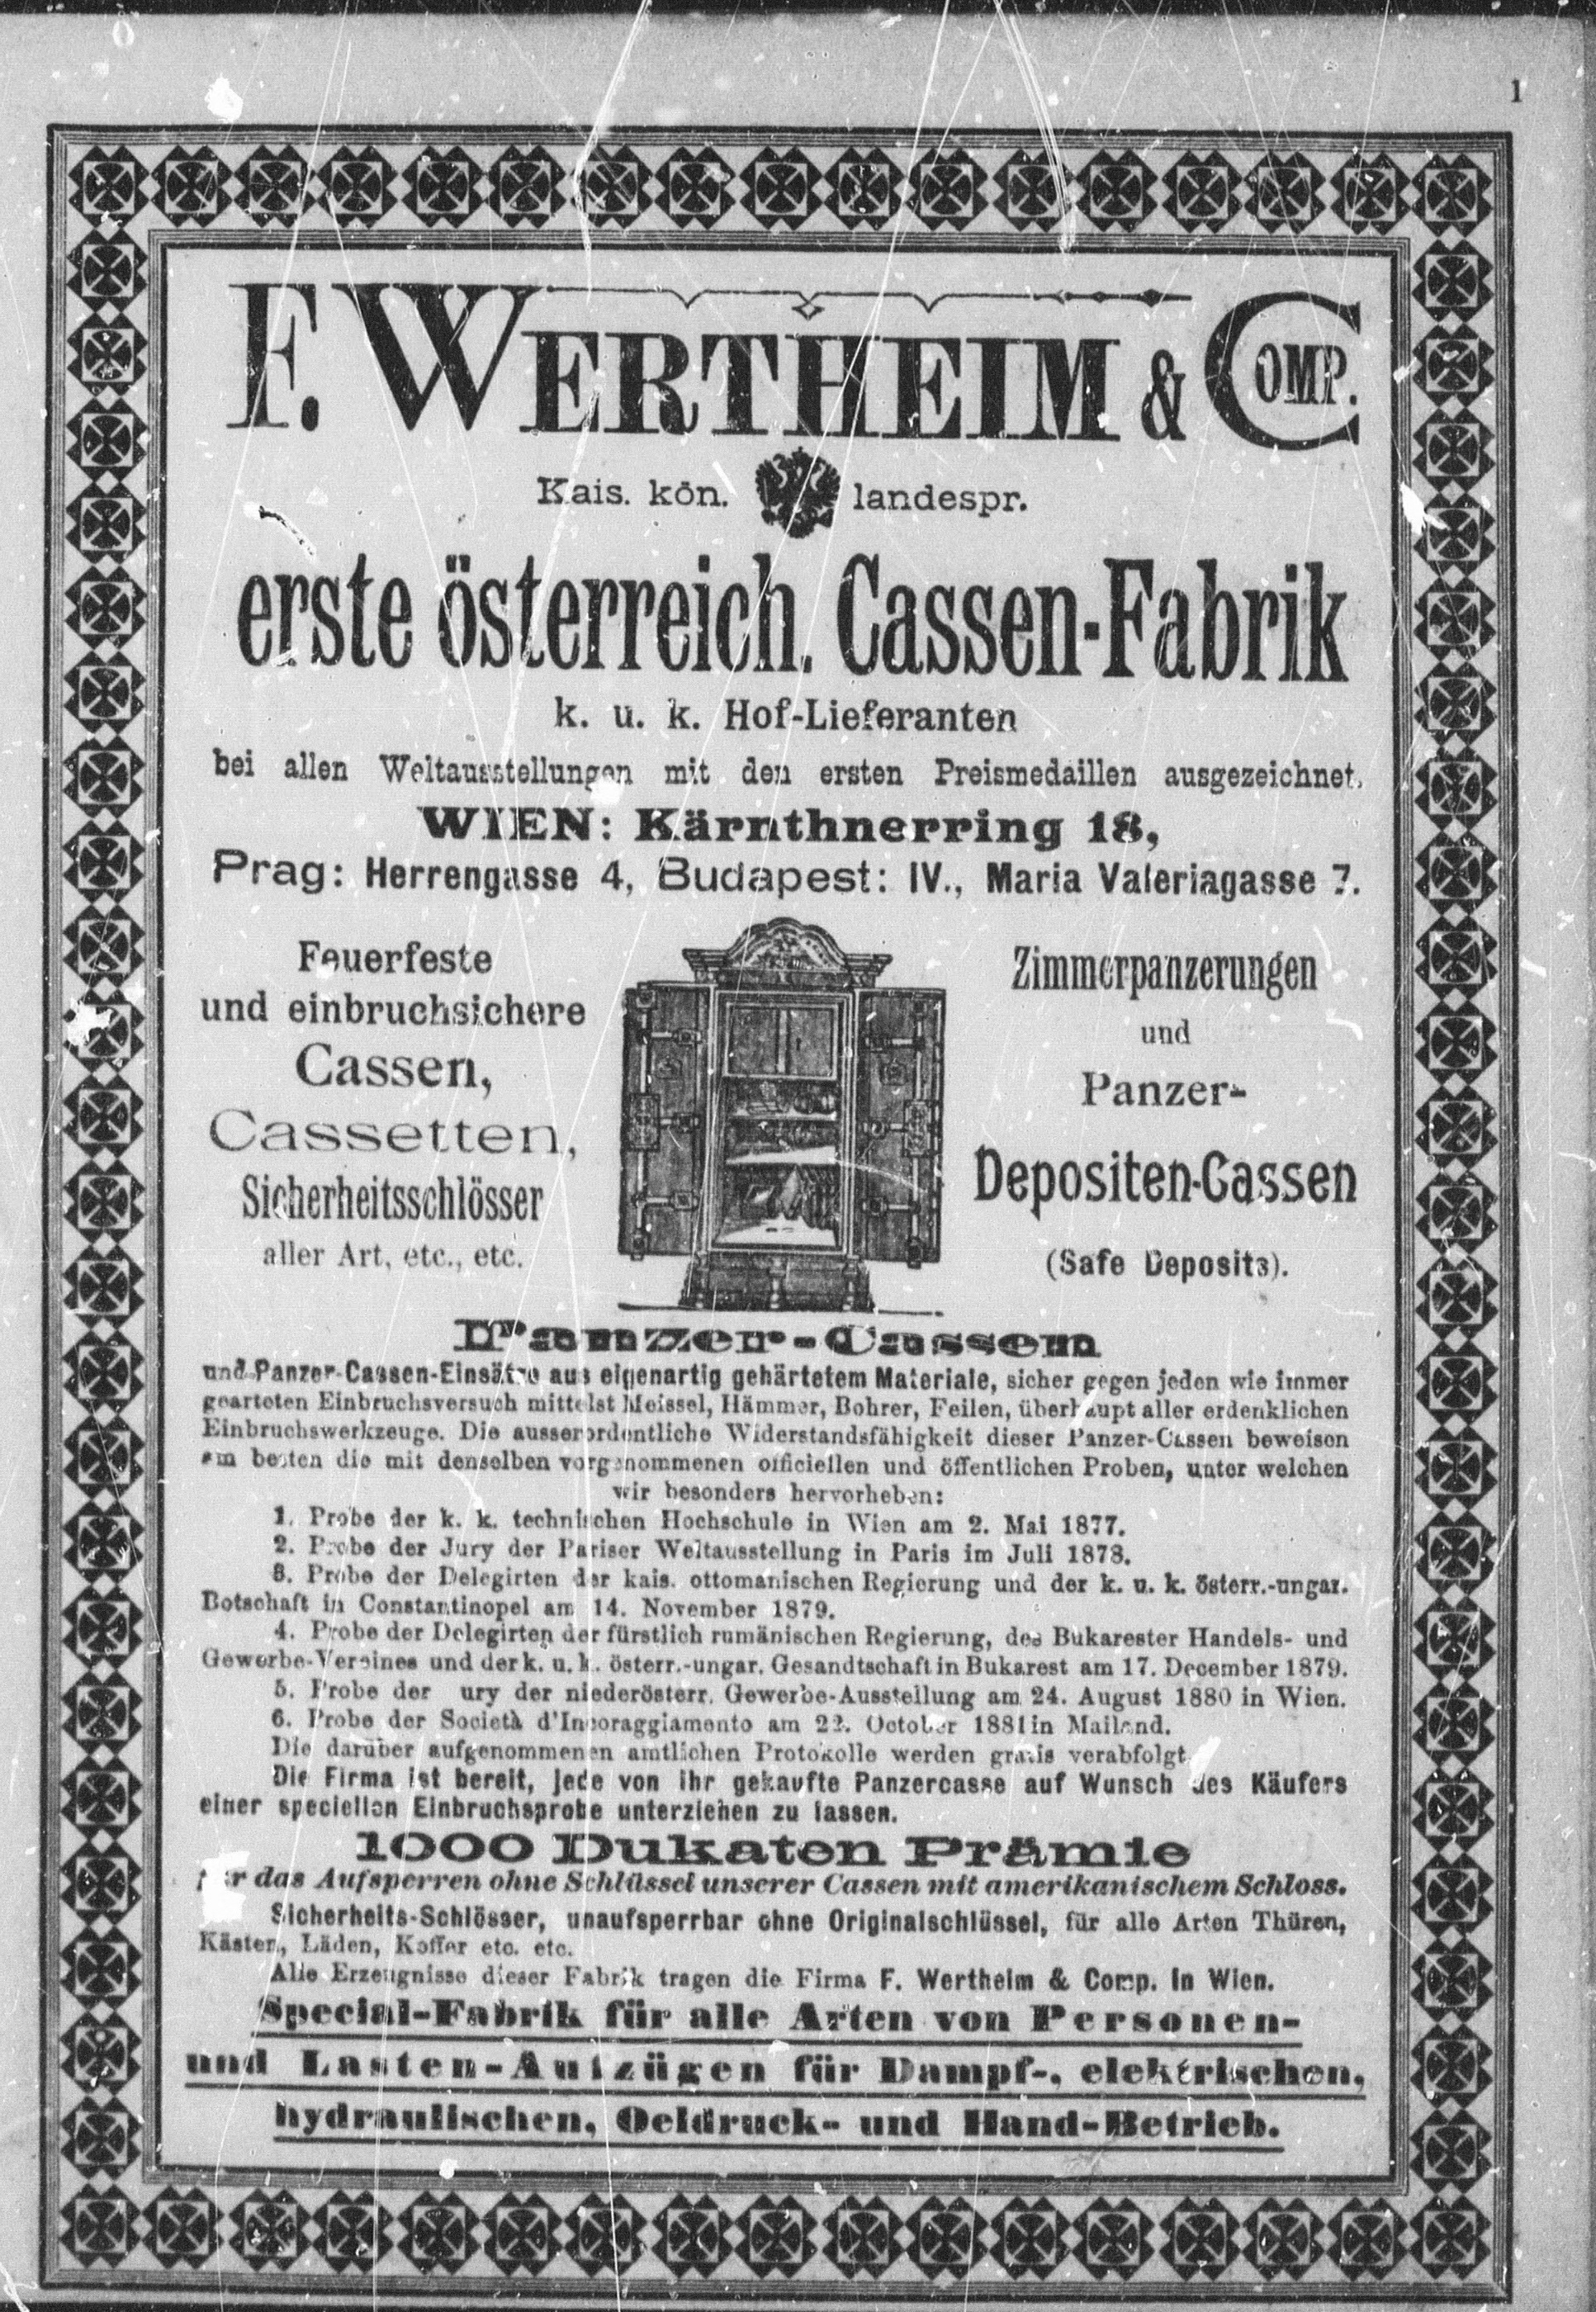 1
F. WERTHEIM & COMP.
Kais. kön. landespr.
erste österreich. Cassen-Fabrik
k. u. k. Hof-Lieferanten
bei allen Weltausstellungen mit den ersten Preismedaillen ausgezeichnet.
WIEN: Kärnthnerring 18,
Prag: Herrengasse 4, Budapest: IV., Maria Valeriagasse 7.
Feuerfeste
und einbruchsichere
Cassen,
Cassetten,
Sicherheitsschlösser
aller Art, etc., etc.
Zimmerpanzerungen
und
Panzer-
Depositen-Cassen
(Safe Deposits).
Panzer-Cassen
und Panzer-Cassen-Einsätze aus eigenartig gehärtetem Materiale, sicher gegen jeden wie immer
gearteten Einbruchsversuch mittelst Meissel, Hämmer, Bohrer, Feilen, überhaupt aller erdenklichen
Einbruchswerkzeuge. Die ausserordentliche Widerstandsfähigkeit dieser Panzer-Cassen beweisen
am besten die mit denselben vorgenommenen officiellen und öffentlichen Proben, unter welchen
wir besonders hervorheben:
1. Probe der k. k. technischen Hochschule in Wien am 2. Mai 1877.
2. Probe der Jury der Pariser Weltausstellung in Paris im Juli 1878.
3. Probe der Delegirten der kais. ottomanischen Regierung und der k. u. k. österr.-ungar.
Botschaft in Constantinopel am 14. November 1879.
4. Probe der Delegirten der fürstlich rumänischen Regierung, des Bukarester Handels- und
Gewerbe-Vereines und der k. u. k. österr.-ungar. Gesandtschaft in Bukarest am 17. December 1879.
5. Probe der ury der niederösterr. Gewerbe-Ausstellung am 24. August 1880 in Wien.
6. Probe der Società d'Incoraggiamento am 22. October 1881 in Mailand.
Die darüber aufgenommenen amtlichen Protokolle werden gratis verabfolgt
Die Firma ist bereit, jede von ihr gekaufte Panzercasse auf Wunsch des Käufers
einer speciellen Einbruchsprobe unterziehen zu lassen.
1000 Dukaten Prämie
für das Aufsperren ohne Schlüssel unserer Cassen mit amerikanischem Schloss.
Sicherheits-Schlösser, unaufsperrbar ohne Originalschlüssel, für alle Arten Thüren,
Kästen, Läden, Koffer etc. etc.
Alle Erzeugnisse dieser Fabrik tragen die Firma F. Wertheim & Comp. in Wien.
Special-Fabrik für alle Arten von Personen-
und Lasten-Aufzügen für Dampf-, elektrischen,
hydraulischen, Oeldruck- und Hand-Betrieb.